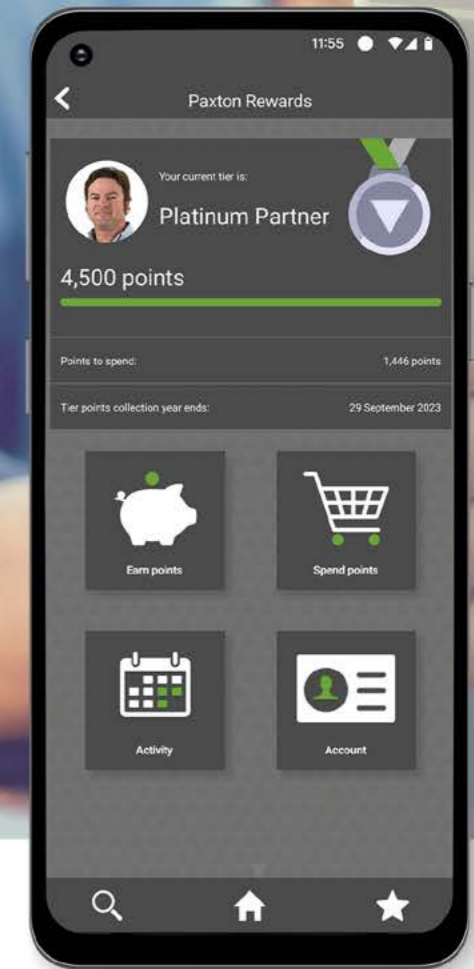 11:55
Paxton Rewards
Your current tier is:
Platinum Partner
4,500 points
Points to spend: 1,446 points
Tier points collection year ends: 29 September 2023
Earn points
Spend points
Activity
Account